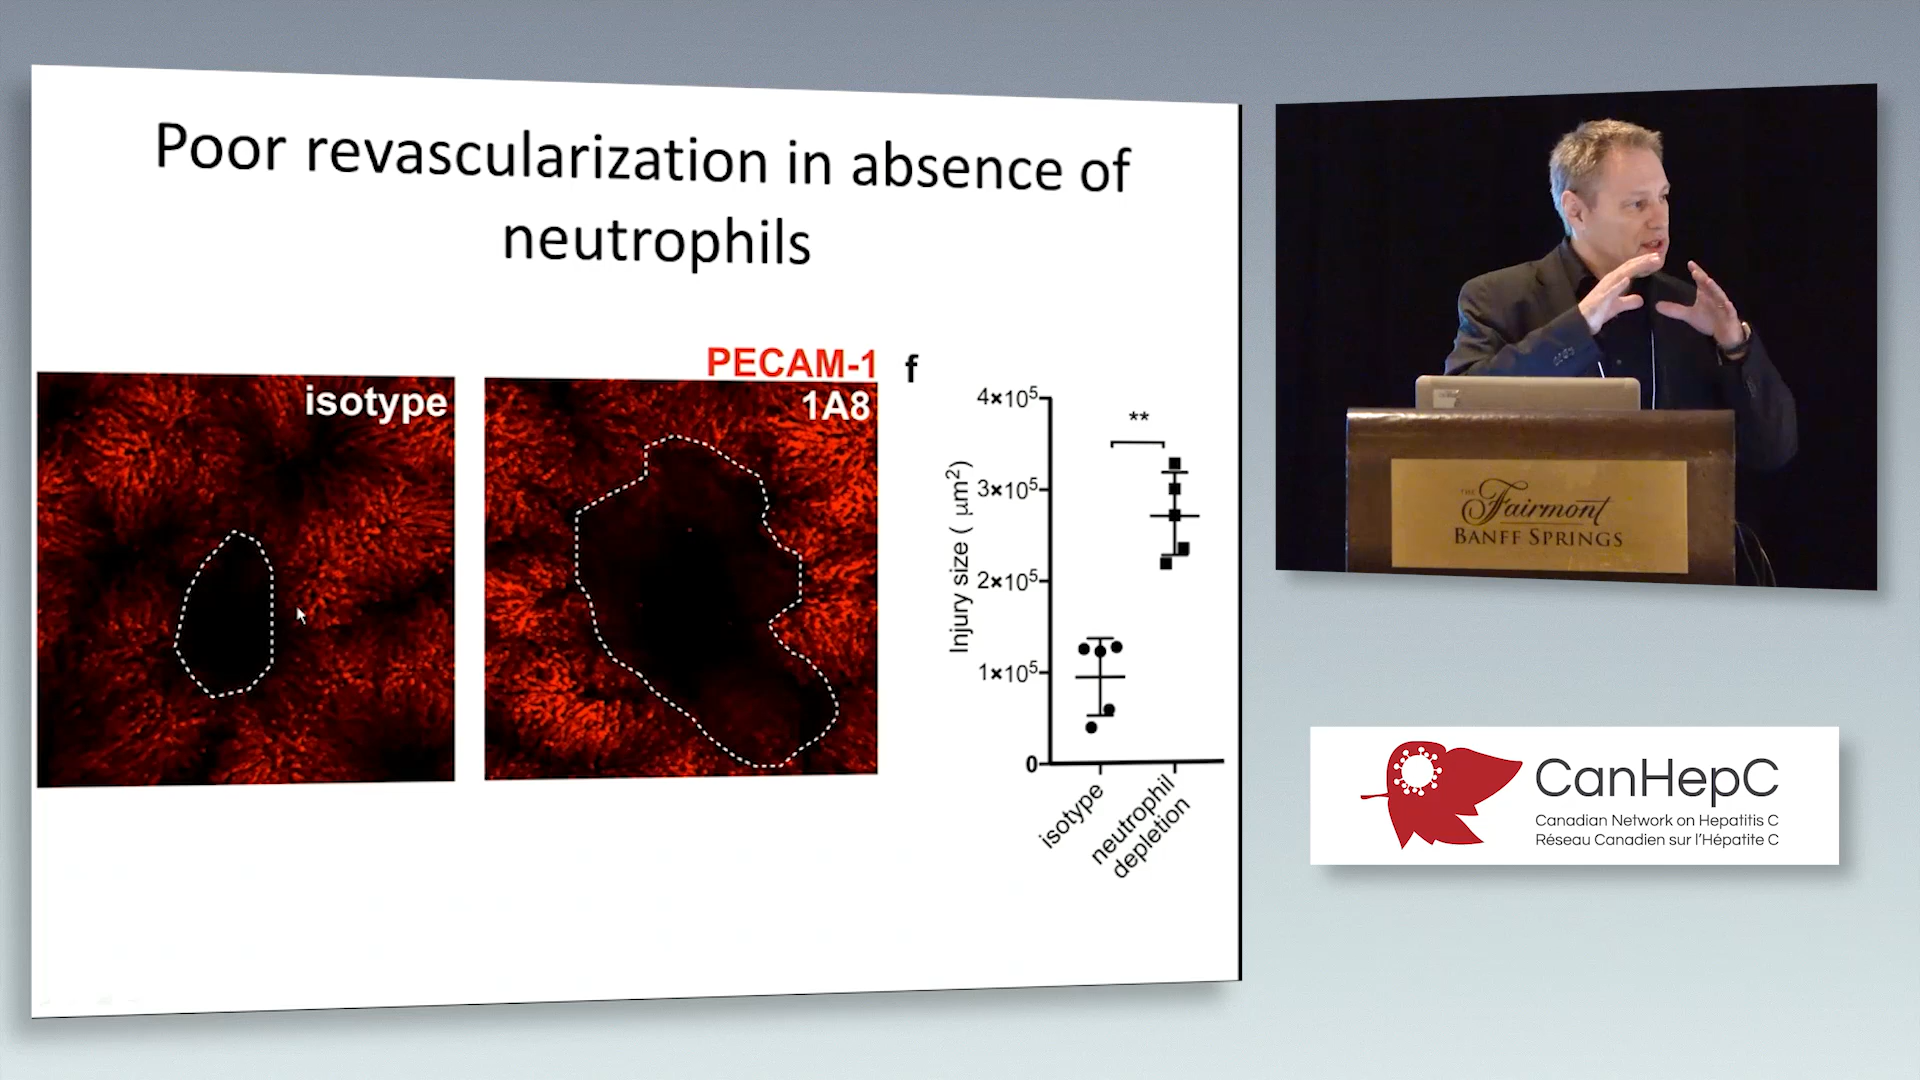 Poor revascularization in absence of
neutrophils
PECAM-1
isotype
1A8
f
4×10⁵
3×10⁵
2×10⁵
1×10⁵
0
Injury size ( µm²)
**
isotype
neutrophil
depletion
THE
Fairmont
BANFF SPRINGS
CanHepC
Canadian Network on Hepatitis C
Réseau Canadien sur l'Hépatite C